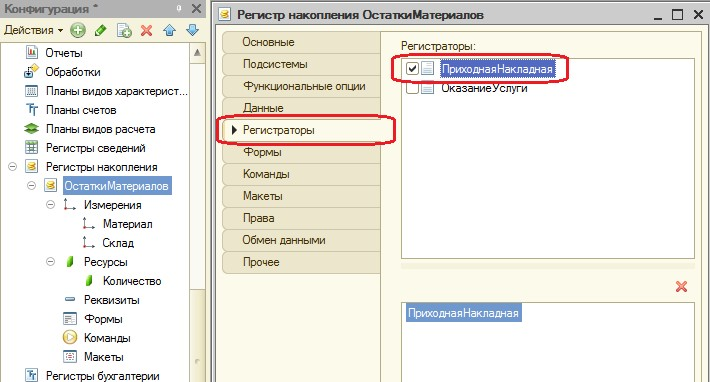 Конфигурация *
Действия
Отчеты
Обработки
Планы видов характерист...
Планы счетов
Планы видов расчета
Регистры сведений
Регистры накопления
ОстаткиМатериалов
Измерения
Материал
Склад
Ресурсы
Количество
Реквизиты
Формы
Команды
Макеты
Регистры бухгалтерии
Регистр накопления ОстаткиМатериалов
Основные
Подсистемы
Функциональные опции
Данные
Регистраторы
Формы
Команды
Макеты
Права
Обмен данными
Прочее
Регистраторы:
ПриходнаяНакладная
ОказаниеУслуги
ПриходнаяНакладная